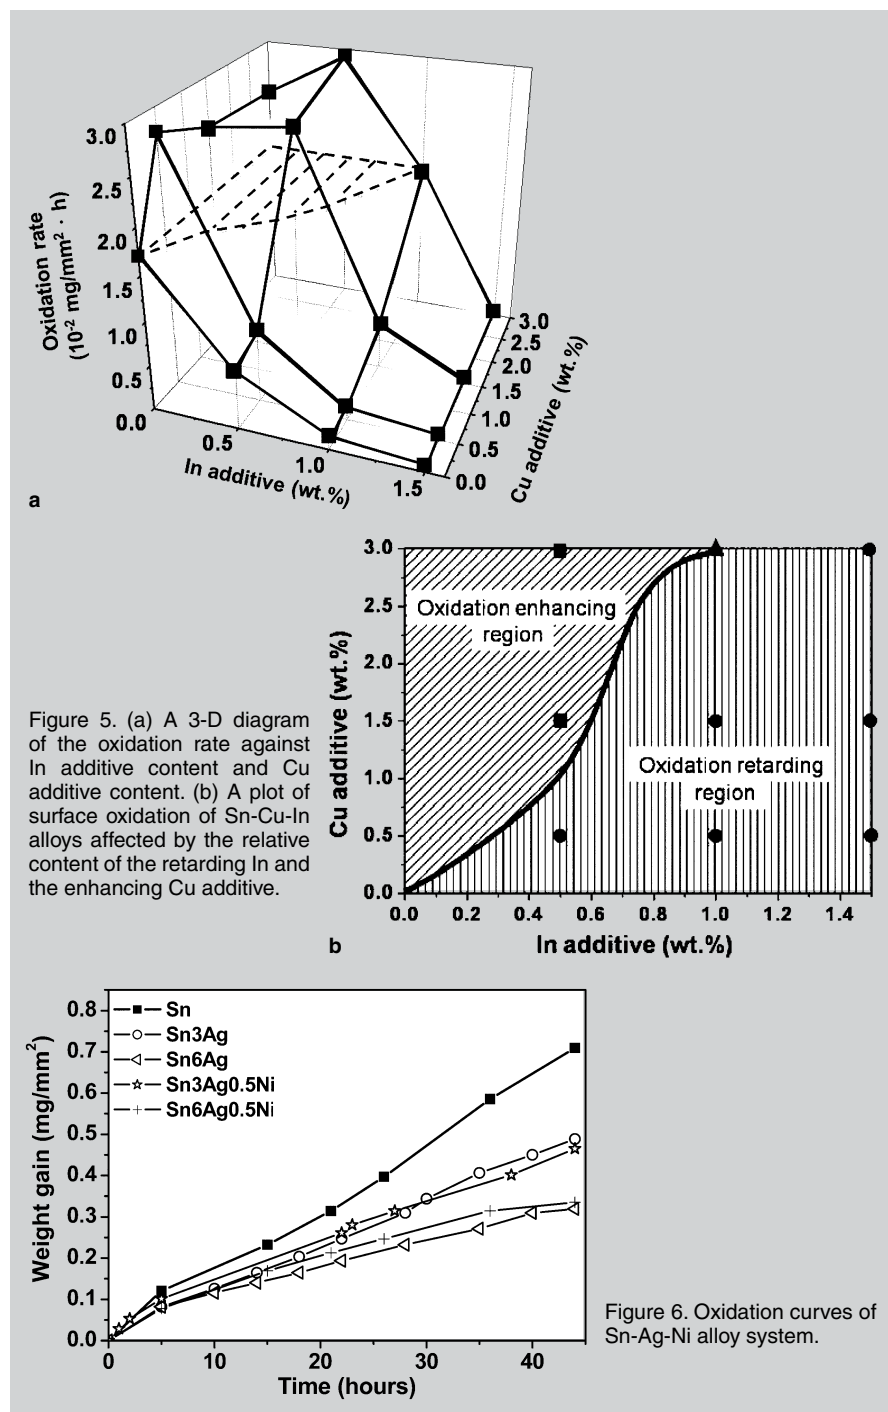 3.0
2.5
2.0
1.5
1.0
0.5
0.0
Oxidation rate
(10⁻² mg/mm² · h)
0.5
1.0
1.5
In additive (wt.%)
3.0
2.5
2.0
1.5
1.0
0.5
0.0
Cu additive (wt.%)
a
3.0
2.5
2.0
1.5
1.0
0.5
0.0
Cu additive (wt.%)
Oxidation enhancing
region
Oxidation retarding
region
0.0 0.2 0.4 0.6 0.8 1.0 1.2 1.4
In additive (wt.%)
b
Figure 5. (a) A 3-D diagram
of the oxidation rate against
In additive content and Cu
additive content. (b) A plot of
surface oxidation of Sn-Cu-In
alloys affected by the relative
content of the retarding In and
the enhancing Cu additive.
0.8
0.7
0.6
0.5
0.4
0.3
0.2
0.1
0.0
Weight gain (mg/mm²)
Sn
Sn3Ag
Sn6Ag
Sn3Ag0.5Ni
Sn6Ag0.5Ni
0 10 20 30 40
Time (hours)
Figure 6. Oxidation curves of
Sn-Ag-Ni alloy system.